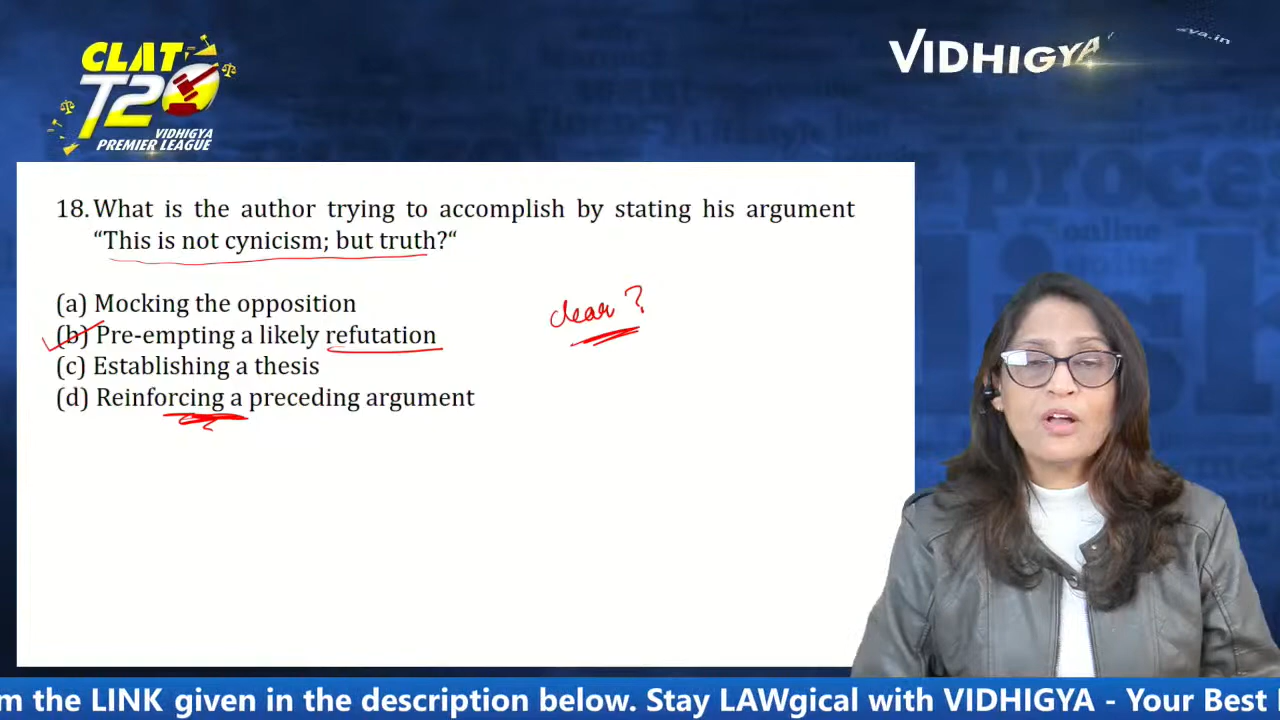 CLAT
T20
VIDHIGYA
PREMIER LEAGUE
VIDHIGYA
18. What is the author trying to accomplish by stating his argument
“This is not cynicism; but truth?“
(a) Mocking the opposition
(b) Pre-empting a likely refutation
(c) Establishing a thesis
(d) Reinforcing a preceding argument
clear ?
process
online
m the LINK given in the description below. Stay LAWgical with VIDHIGYA - Your Best